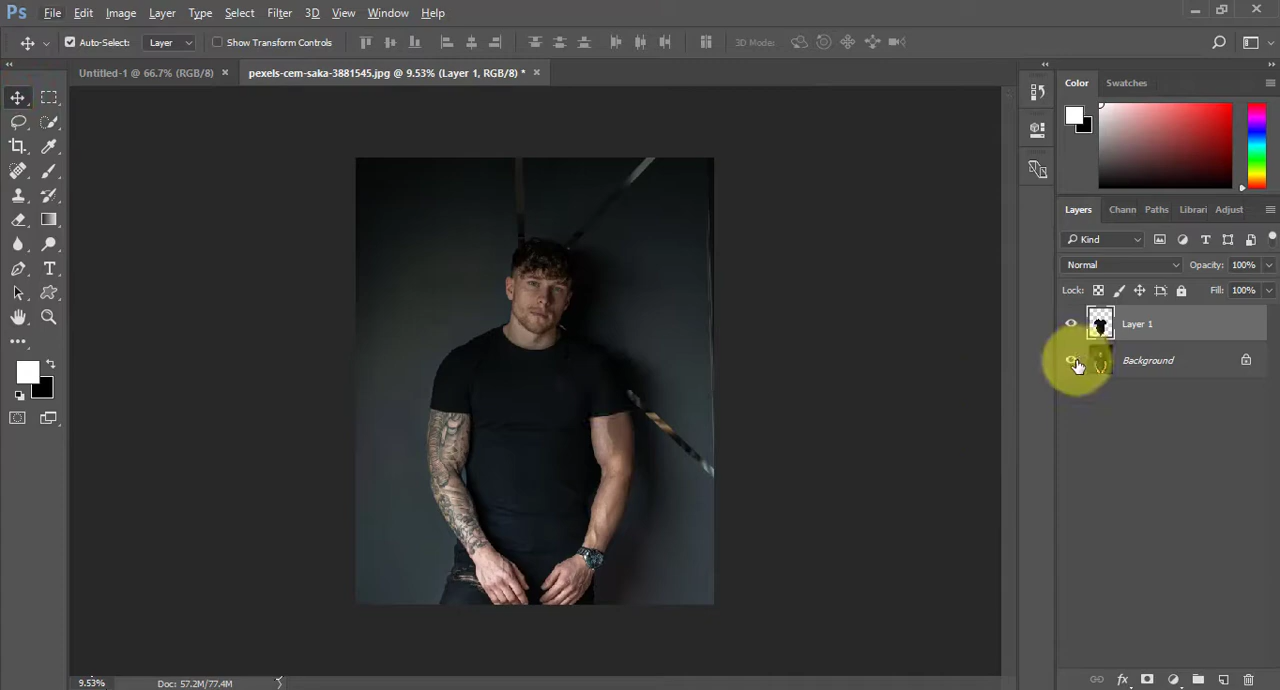 Ps File Edit Image Layer Type Select Filter 3D View Window Help
Auto-Select: Layer Show Transform Controls 3D Mode:
Untitled-1 @ 66.7% (RGB/8) × pexels-cem-saka-3881545.jpg @ 9.53% (Layer 1, RGB/8) * ×
Color Swatches
Layers Chann Paths Librari Adjust
Kind
Normal Opacity: 100%
Lock: Fill: 100%
Layer 1
Background
9.53% Doc: 57.2M/77.4M
fx